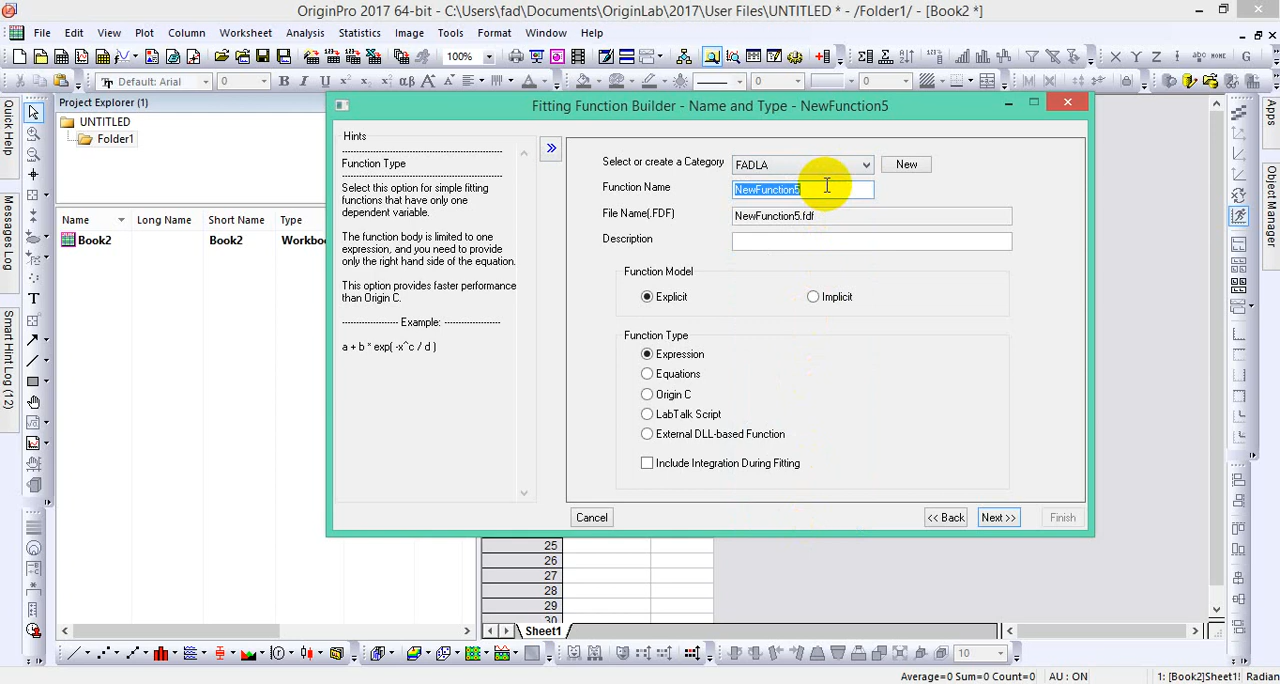 OriginPro 2017 64-bit - C:\Users\fad\Documents\OriginLab\2017\User Files\UNTITLED * - /Folder1/ - [Book2 *]
File Edit View Plot Column Worksheet Analysis Statistics Image Tools Format Window Help
100%
Default: Arial 0 B I U 0 0
Project Explorer (1)
UNTITLED
Folder1
Name Long Name Short Name Type
Book2 Book2 Workbo
Quick Help
Messages Log
Smart Hint Log (12)
Apps
Object Manager
Fitting Function Builder - Name and Type - NewFunction5
Hints
Function Type
Select this option for simple fitting
functions that have only one
dependent variable.
The function body is limited to one
expression, and you need to provide
only the right hand side of the equation.
This option provides faster performance
than Origin C.
-------------------- Example: --------------------
a + b * exp( -x^c / d )
Select or create a Category FADLA New
Function Name NewFunction5
File Name(.FDF) NewFunction5.fdf
Description
Function Model
Explicit Implicit
Function Type
Expression
Equations
Origin C
LabTalk Script
External DLL-based Function
Include Integration During Fitting
Cancel << Back Next >> Finish
25
26
27
28
29
30
Sheet1
10
Average=0 Sum=0 Count=0 AU : ON 1: [Book2]Sheet1! Radian